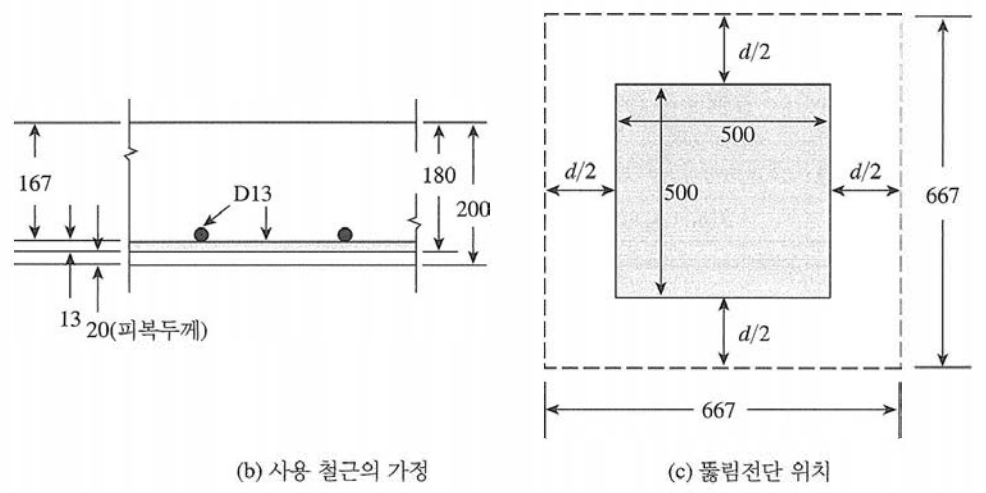 167
D13
180
200
13
20(피복두께)
(b) 사용 철근의 가정
d/2
500
d/2
500
d/2
667
d/2
667
(c) 뚫림전단 위치